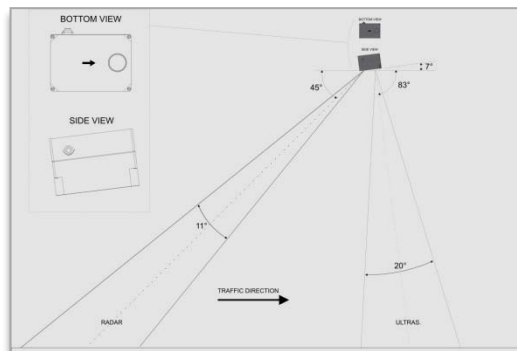 BOTTOM VIEW
SIDE VIEW
BOTTOM VIEW
SIDE VIEW
7°
45°
83°
11°
20°
TRAFFIC DIRECTION
RADAR
ULTRAS.